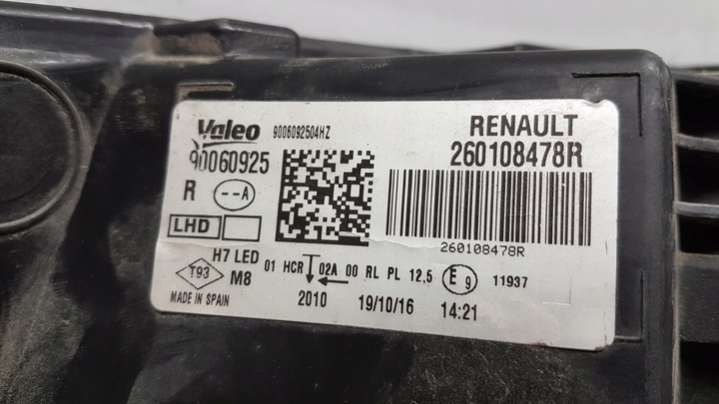 Valeo 9006092504HZ RENAULT
90060925 260108478R
R --A
LHD
260108478R
H7 LED 01 HCR 02A 00 RL PL 12,5 E9 11937
T93 M8
MADE IN SPAIN 2010 19/10/16 14:21